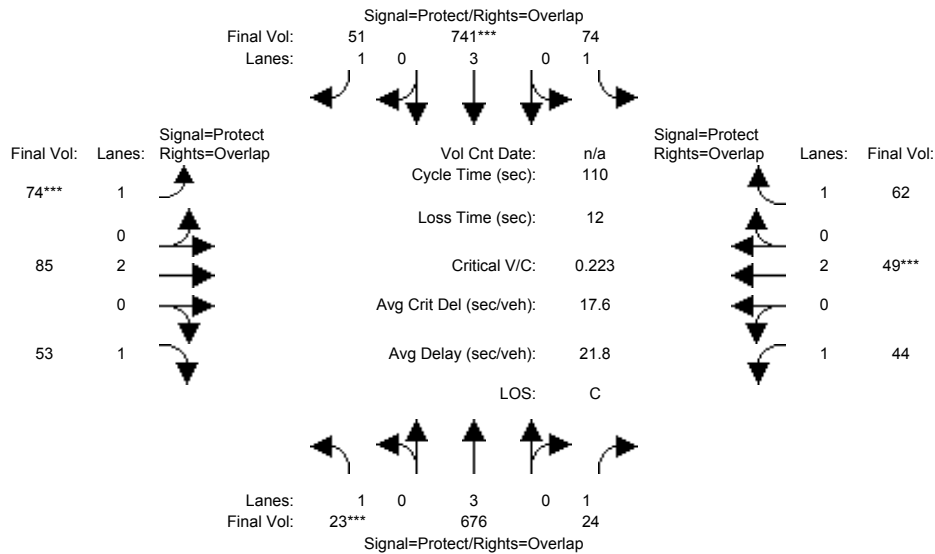 Signal=Protect/Rights=Overlap
Final Vol: 51 741*** 74
Lanes: 1 0 3 0 1
Signal=Protect Signal=Protect
Final Vol: Lanes: Rights=Overlap Vol Cnt Date: n/a Rights=Overlap Lanes: Final Vol:
Cycle Time (sec): 110
74*** 1 1 62
Loss Time (sec): 12
0 0
85 2 Critical V/C: 0.223 2 49***
0 Avg Crit Del (sec/veh): 17.6 0
53 1 Avg Delay (sec/veh): 21.8 1 44
LOS: C
Lanes: 1 0 3 0 1
Final Vol: 23*** 676 24
Signal=Protect/Rights=Overlap